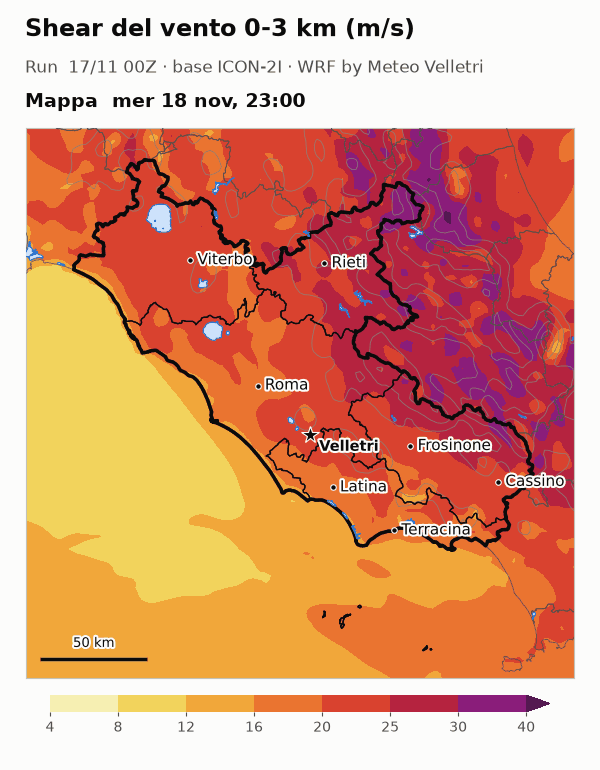 Shear del vento 0-3 km (m/s)
Run  17/11 00Z · base ICON-2I · WRF by Meteo Velletri
Mappa  mer 18 nov, 23:00
Viterbo
Rieti
Roma
Velletri
Frosinone
Cassino
Latina
Terracina
50 km
4 8 12 16 20 25 30 40